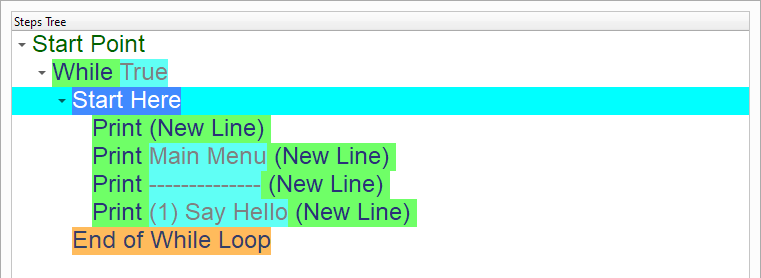 Steps Tree
Start Point
While True
Start Here
Print (New Line)
Print Main Menu (New Line)
Print --------------- (New Line)
Print (1) Say Hello (New Line)
End of While Loop